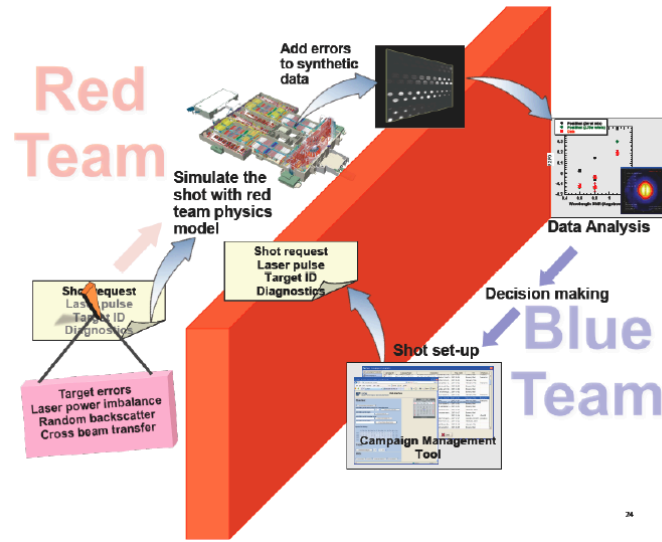 Red
Team
Add errors
to synthetic
data
Simulate the
shot with red
team physics
model
Shot request
Laser pulse
Target ID
Diagnostics
Shot request
Laser pulse
Target ID
Diagnostics
Target errors
Laser power imbalance
Random backscatter
Cross beam transfer
Data Analysis
Decision making
Blue
Team
Shot set-up
Campaign Management
Tool
24